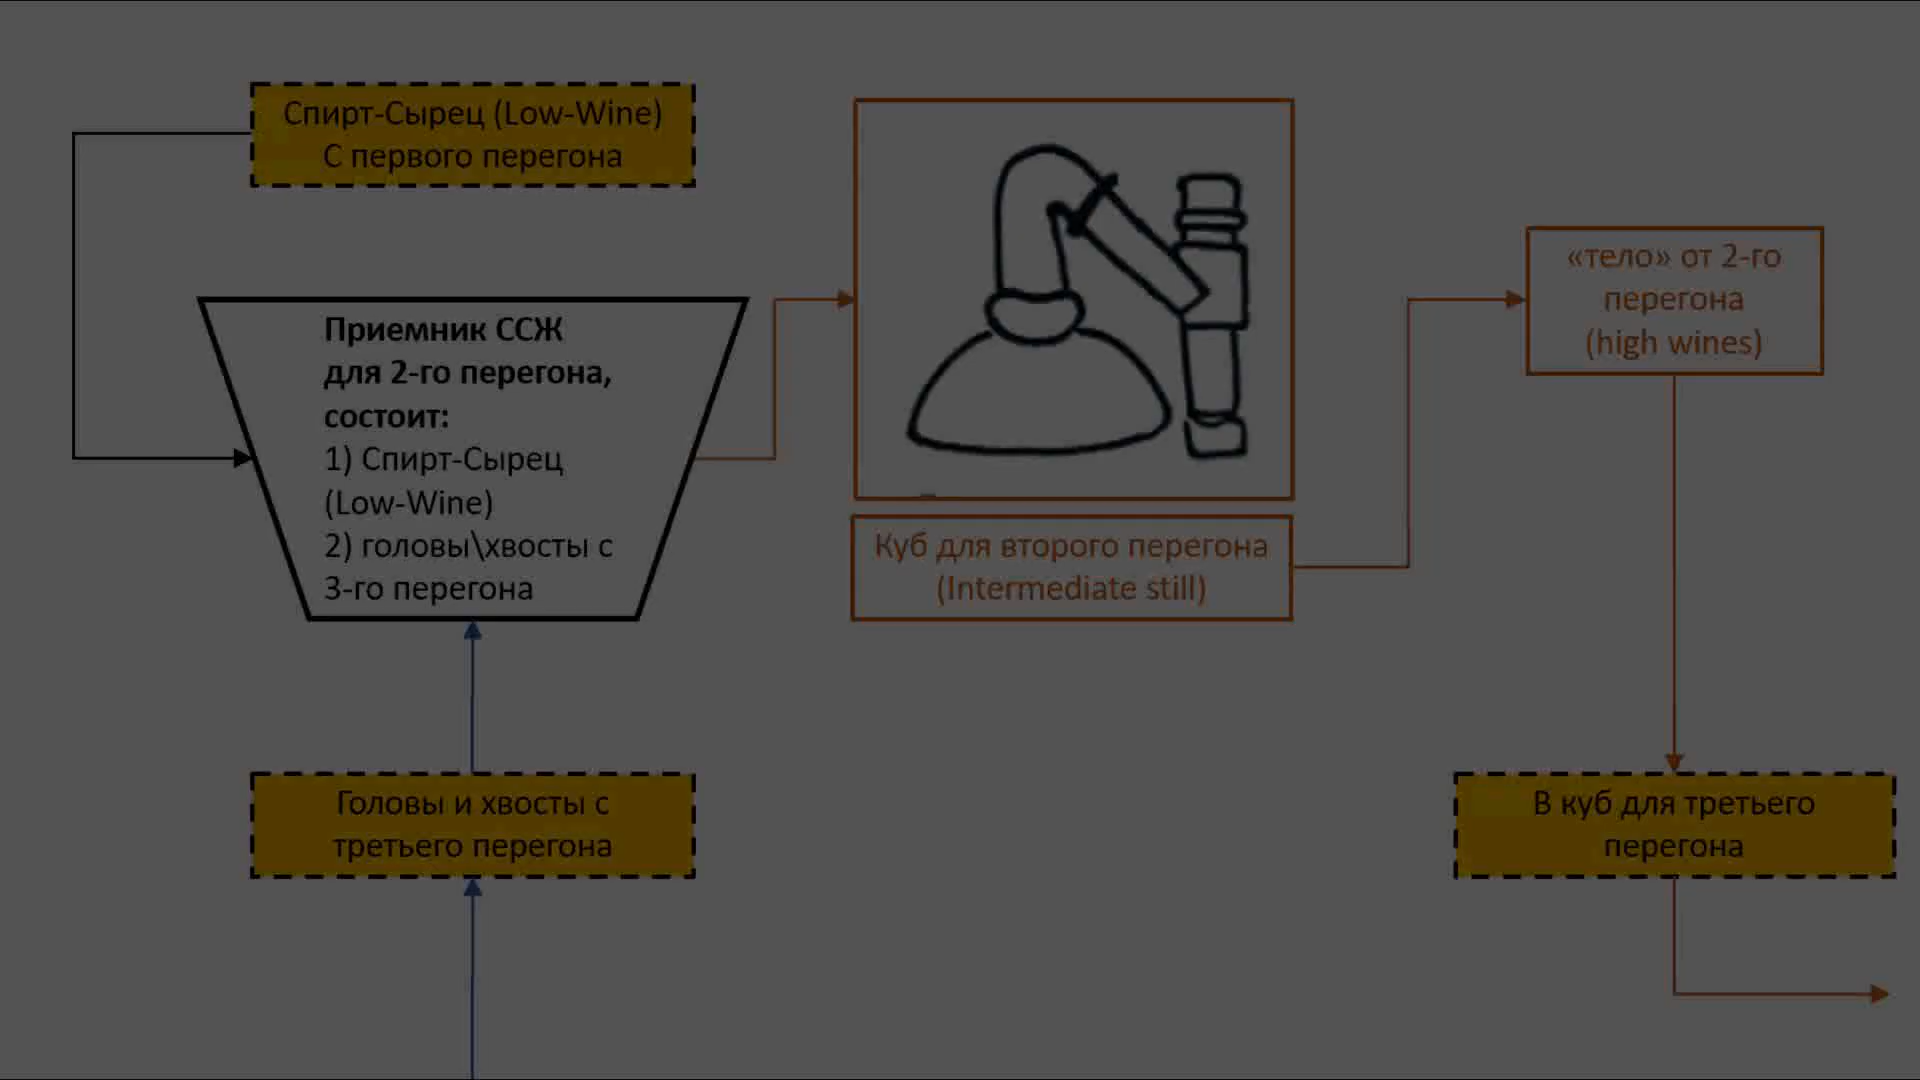 Спирт-Сырец (Low-Wine)
С первого перегона
Приемник ССЖ
для 2-го перегона,
состоит:
1) Спирт-Сырец
(Low-Wine)
2) головы\хвосты с
3-го перегона
Куб для второго перегона
(Intermediate still)
«тело» от 2-го
перегона
(high wines)
Головы и хвосты с
третьего перегона
В куб для третьего
перегона